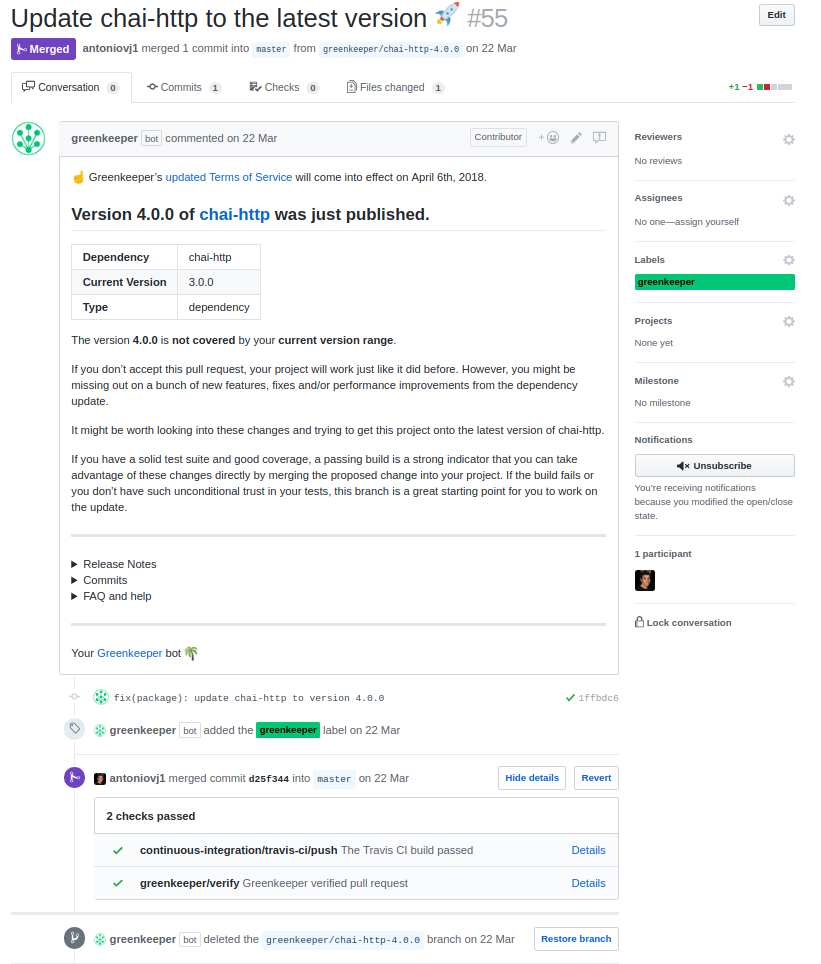 Update chai-http to the latest version 🚀 #55
Edit
Merged antoniovj1 merged 1 commit into master from greenkeeper/chai-http-4.0.0 on 22 Mar
Conversation 0 Commits 1 Checks 0 Files changed 1 +1 −1
greenkeeper bot commented on 22 Mar Contributor
☝️ Greenkeeper's updated Terms of Service will come into effect on April 6th, 2018.
Version 4.0.0 of chai-http was just published.
Dependency chai-http
Current Version 3.0.0
Type dependency
The version 4.0.0 is not covered by your current version range.
If you don't accept this pull request, your project will work just like it did before. However, you might be
missing out on a bunch of new features, fixes and/or performance improvements from the dependency
update.
It might be worth looking into these changes and trying to get this project onto the latest version of chai-http.
If you have a solid test suite and good coverage, a passing build is a strong indicator that you can take
advantage of these changes directly by merging the proposed change into your project. If the build fails or
you don't have such unconditional trust in your tests, this branch is a great starting point for you to work on
the update.
Release Notes
Commits
FAQ and help
Your Greenkeeper bot 🌴
fix(package): update chai-http to version 4.0.0 1ffbdc6
greenkeeper bot added the greenkeeper label on 22 Mar
antoniovj1 merged commit d25f344 into master on 22 Mar Hide details Revert
2 checks passed
continuous-integration/travis-ci/push The Travis CI build passed Details
greenkeeper/verify Greenkeeper verified pull request Details
greenkeeper bot deleted the greenkeeper/chai-http-4.0.0 branch on 22 Mar Restore branch
Reviewers
No reviews
Assignees
No one—assign yourself
Labels
greenkeeper
Projects
None yet
Milestone
No milestone
Notifications
Unsubscribe
You're receiving notifications
because you modified the open/close
state.
1 participant
Lock conversation